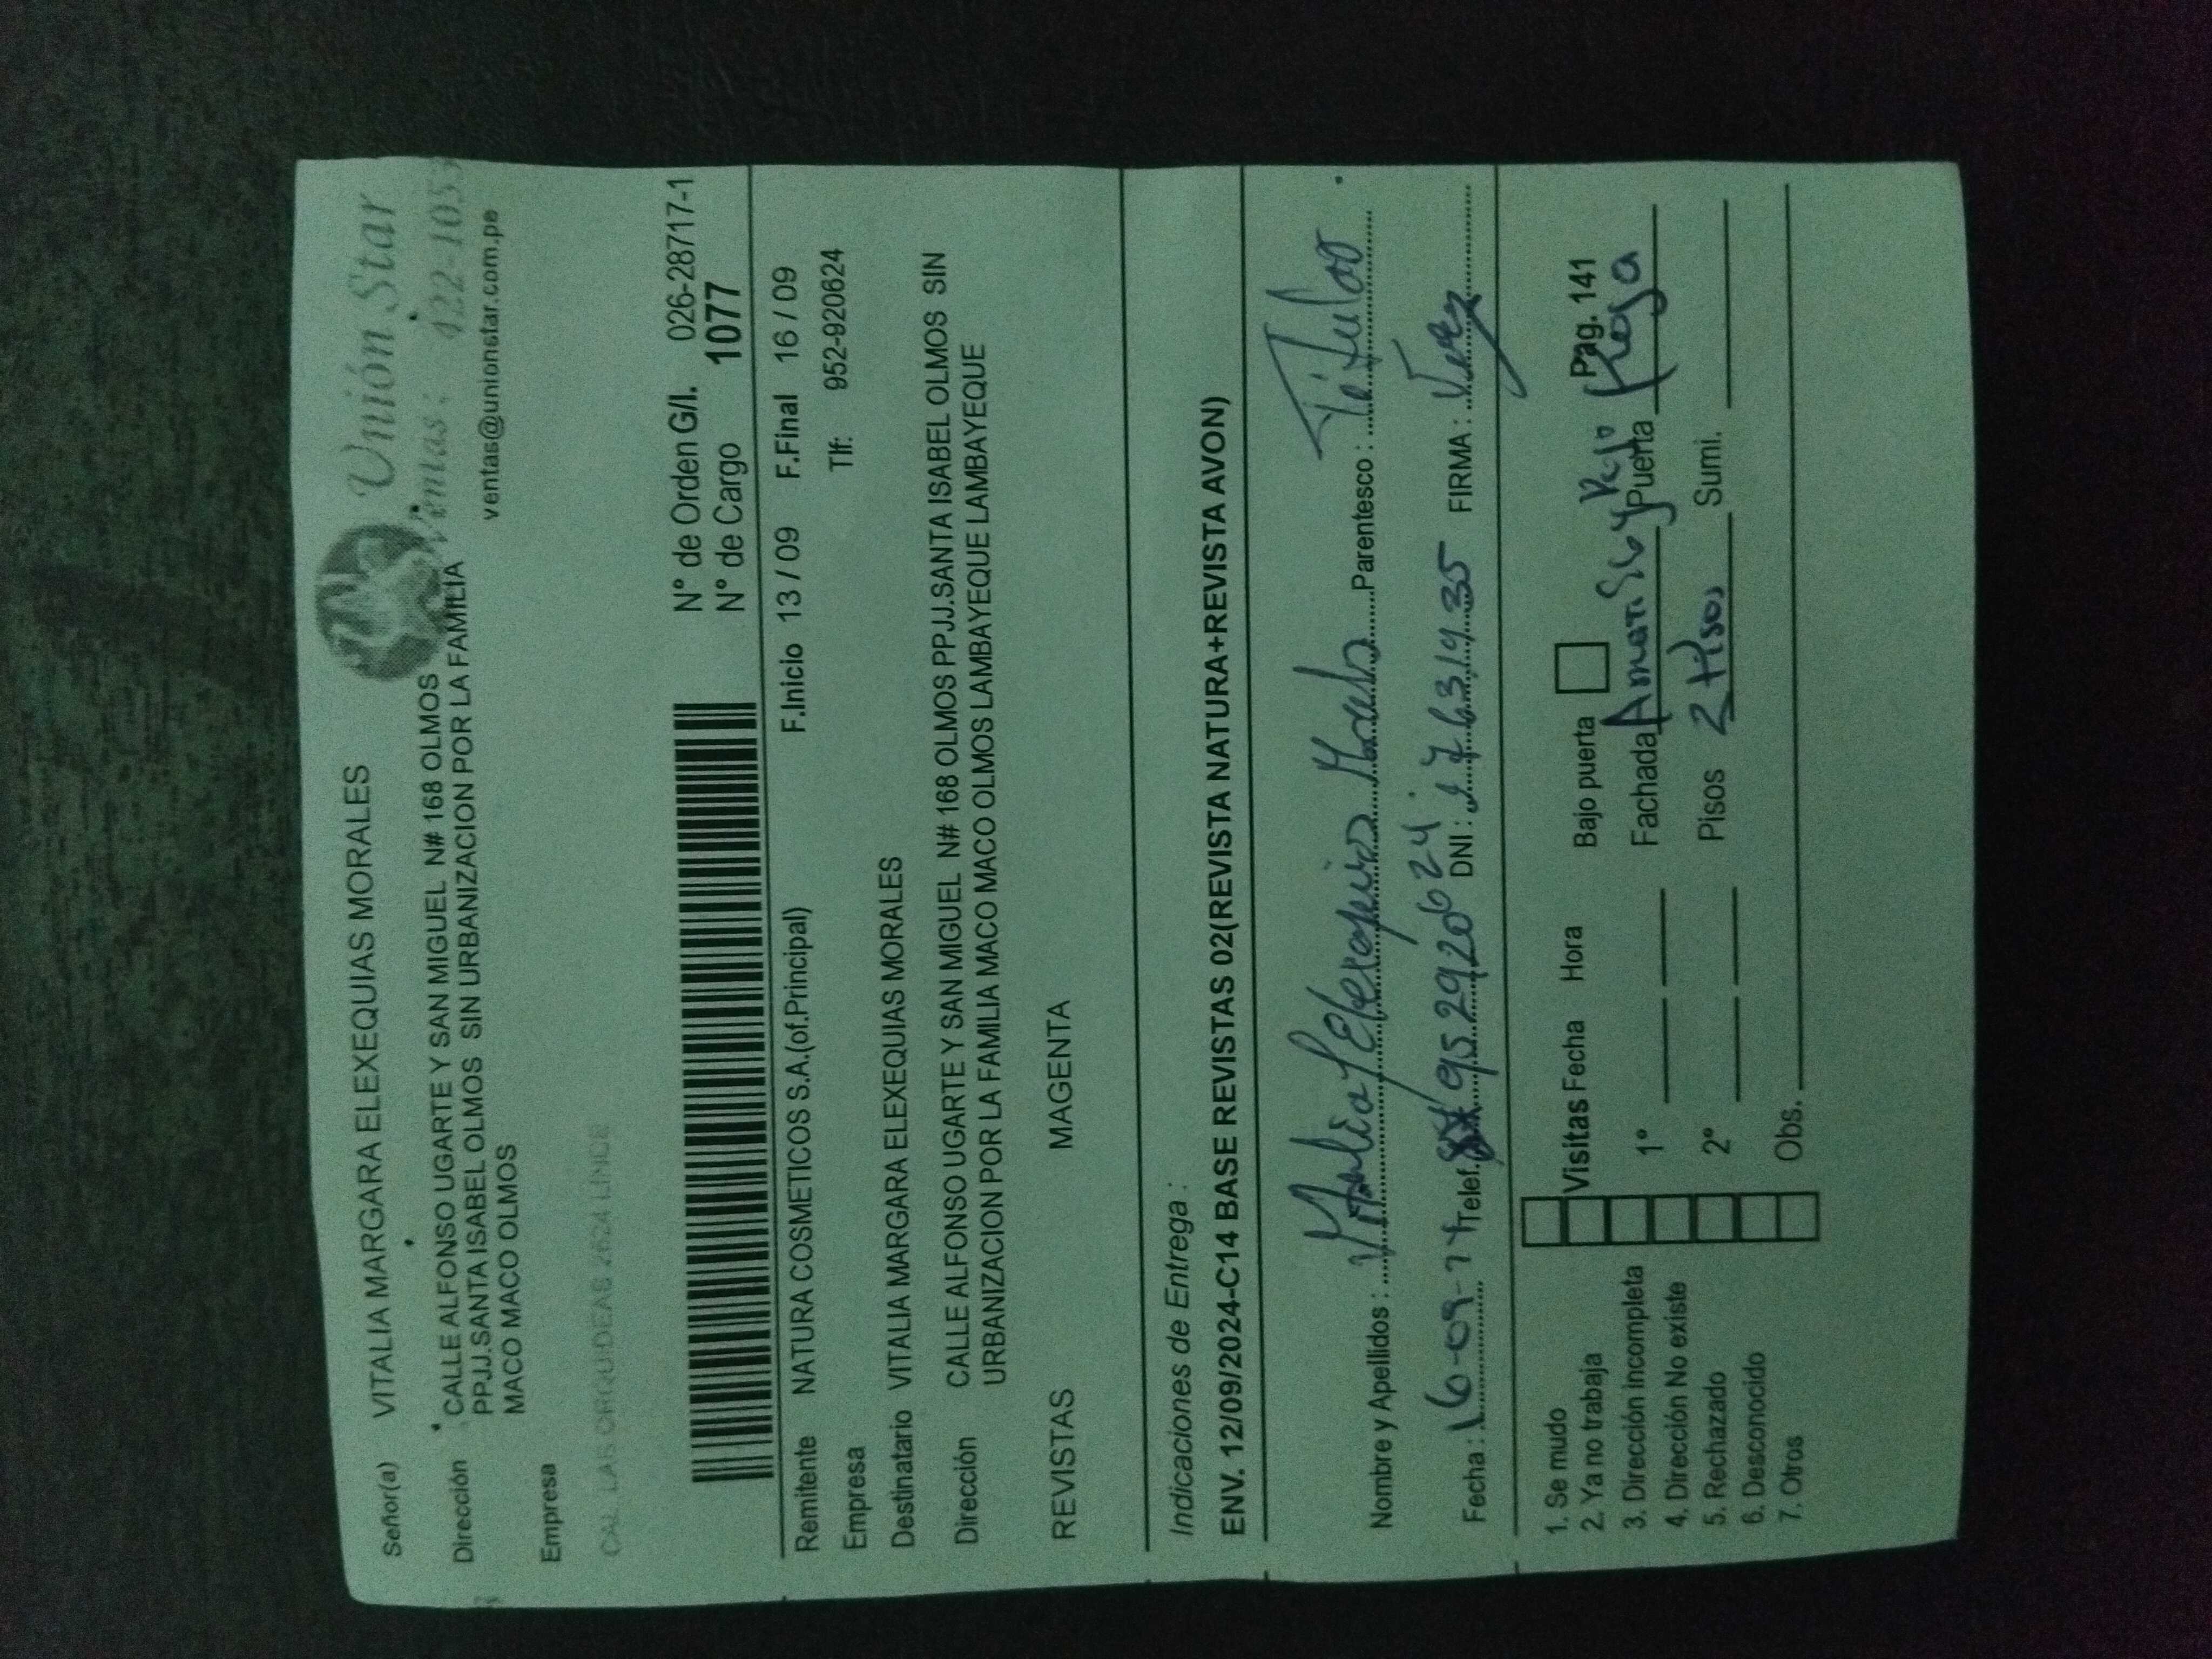 Unión Star
Ventas: 422-105
ventas@unionstar.com.pe
Señor(a) VITALIA MARGARA ELEXEQUIAS MORALES
Dirección CALLE ALFONSO UGARTE Y SAN MIGUEL N# 168 OLMOS
PPJJ.SANTA ISABEL OLMOS SIN URBANIZACION POR LA FAMILIA
MACO MACO OLMOS
Empresa
CAL LAS ORQUIDEAS 2624 LINCE
N° de Orden G/I. 026-28717-1
N° de Cargo 1077
F.Inicio 13 / 09 F.Final 16 / 09
Remitente NATURA COSMETICOS S.A.(of.Principal)
Tlf: 952-920624
Empresa
Destinatario VITALIA MARGARA ELEXEQUIAS MORALES
Dirección CALLE ALFONSO UGARTE Y SAN MIGUEL N# 168 OLMOS PPJJ.SANTA ISABEL OLMOS SIN
URBANIZACION POR LA FAMILIA MACO MACO OLMOS LAMBAYEQUE LAMBAYEQUE
REVISTAS MAGENTA
Indicaciones de Entrega :
ENV. 12/09/2024-C14 BASE REVISTAS 02(REVISTA NATURA+REVISTA AVON)
Nombre y Apellidos : Vitalia Parentesco : Titular
Fecha : 16-09-24 Telef. 952920624 DNI : 17631935 FIRMA :
1. Se mudo
2. Ya no trabaja
3. Dirección incompleta
4. Dirección No existe
5. Rechazado
6. Desconocido
7. Otros
Visitas Fecha Hora
1°
2°
Bajo puerta Pag. 141
Fachada Puerta
Pisos 2 Pisos Sumi.
Obs.